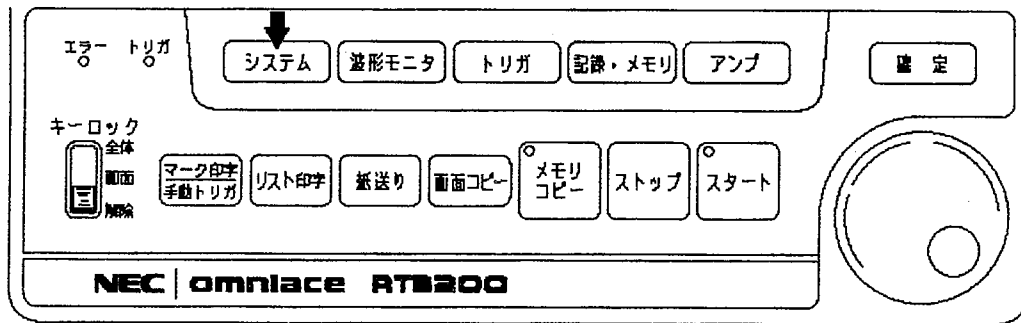 エラー トリガ
システム 波形モニタ トリガ 記録・メモリ アンプ 確 定
キーロック
全体
画面
解除
マーク印字
手動トリガ
リスト印字 紙送り 画面コピー メモリ
コピー ストップ スタート
NEC omniace RT3200